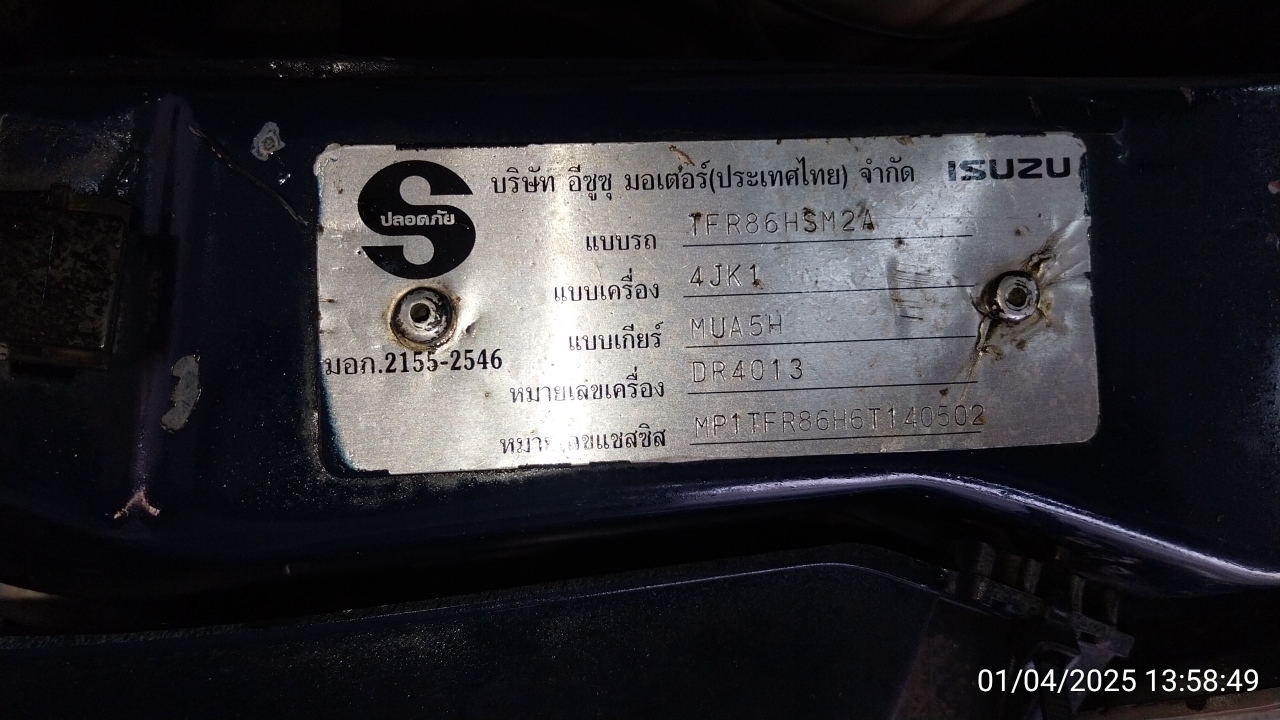 บริษัท อีซูซุ มอเตอร์(ประเทศไทย) จำกัด ISUZU
ปลอดภัย
แบบรถ TFR86HSM2A
แบบเครื่อง 4JK1
แบบเกียร์ MUA5H
มอก.2155-2546
หมายเลขเครื่อง DR4013
หมายเลขแชสซิส MP1TFR86H6T140502
01/04/2025 13:58:49